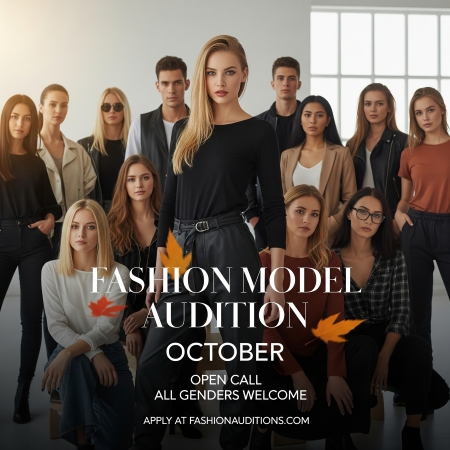 FASHION MODEL
AUDITION
OCTOBER
OPEN CALL
ALL GENDERS WELCOME
APPLY AT FASHIONAUDITIONS.COM